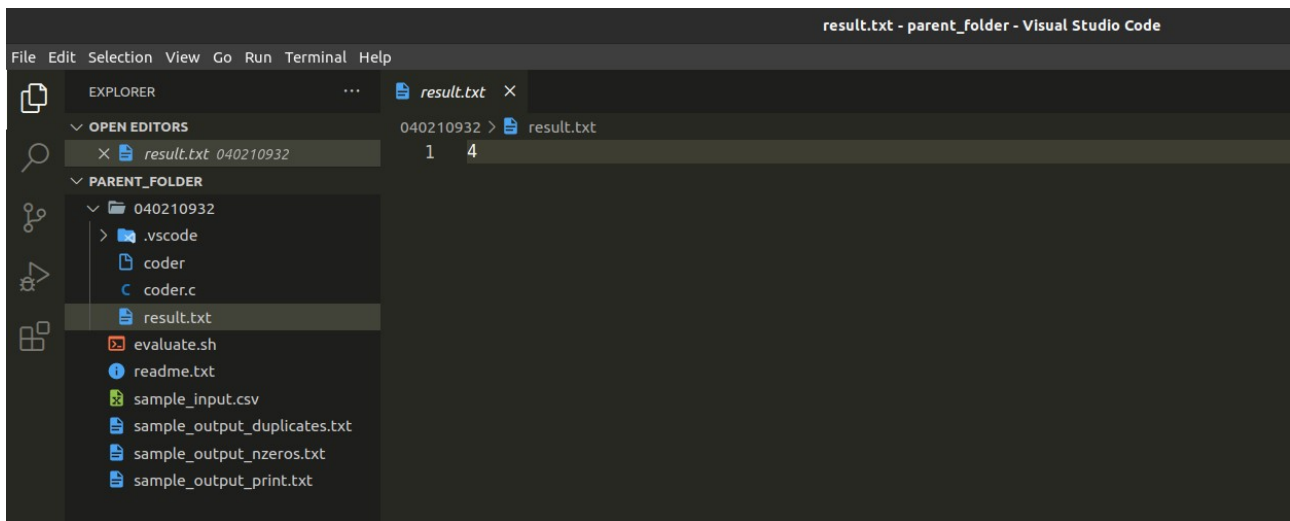 result.txt - parent_folder - Visual Studio Code
File Edit Selection View Go Run Terminal Help
EXPLORER ...
OPEN EDITORS
result.txt 040210932
PARENT_FOLDER
040210932
.vscode
coder
coder.c
result.txt
evaluate.sh
readme.txt
sample_input.csv
sample_output_duplicates.txt
sample_output_nzeros.txt
sample_output_print.txt
result.txt
040210932 > result.txt
1 4